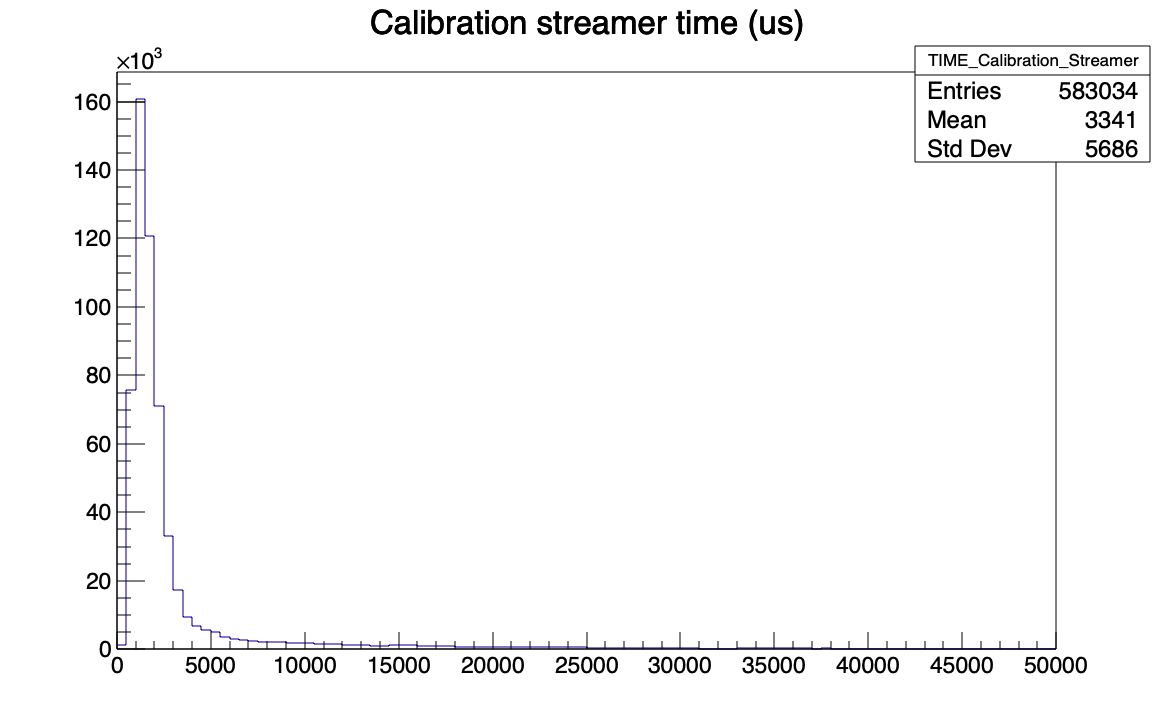 Calibration streamer time (us)
×10³
TIME_Calibration_Streamer
Entries 583034
Mean 3341
Std Dev 5686
160
140
120
100
80
60
40
20
0
0 5000 10000 15000 20000 25000 30000 35000 40000 45000 50000